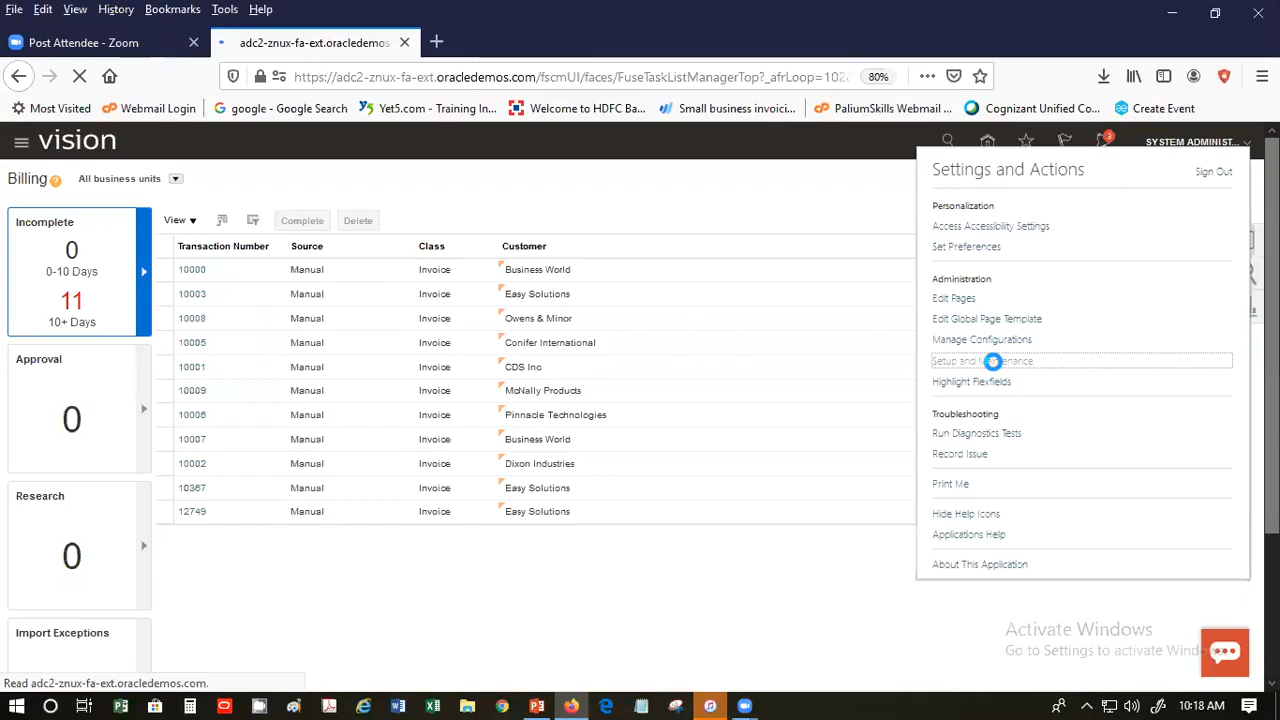 File Edit View History Bookmarks Tools Help
Post Attendee - Zoom
adc2-znux-fa-ext.oracledemos
https://adc2-znux-fa-ext.oracledemos.com/fscmUI/faces/FuseTaskListManagerTop?_afrLoop=102
80%
Most Visited Webmail Login google - Google Search Yet5.com - Training In... Welcome to HDFC Ba... Small business invoici... PaliumSkills Webmail ... Cognizant Unified Co... Create Event
vision
3
SYSTEM ADMINIST...
Billing
All business units
Settings and Actions
Sign Out
Personalization
Access Accessibility Settings
Set Preferences
Administration
Edit Pages
Edit Global Page Template
Manage Configurations
Setup and
Highlight Flexfields
Troubleshooting
Run Diagnostics Tests
Record Issue
Print Me
Hide Help Icons
Applications Help
About This Application
Incomplete
0
0-10 Days
11
10+ Days
Approval
0
Research
0
Import Exceptions
View Complete Delete
Transaction Number Source Class Customer
10000 Manual Invoice Business World
10003 Manual Invoice Easy Solutions
10008 Manual Invoice Owens & Minor
10005 Manual Invoice Conifer International
10001 Manual Invoice CDS Inc
10009 Manual Invoice McNally Products
10006 Manual Invoice Pinnacle Technologies
10007 Manual Invoice Business World
10002 Manual Invoice Dixon Industries
10367 Manual Invoice Easy Solutions
12749 Manual Invoice Easy Solutions
Activate Windows
Go to Settings to activate Windows.
Read adc2-znux-fa-ext.oracledemos.com.
10:18 AM